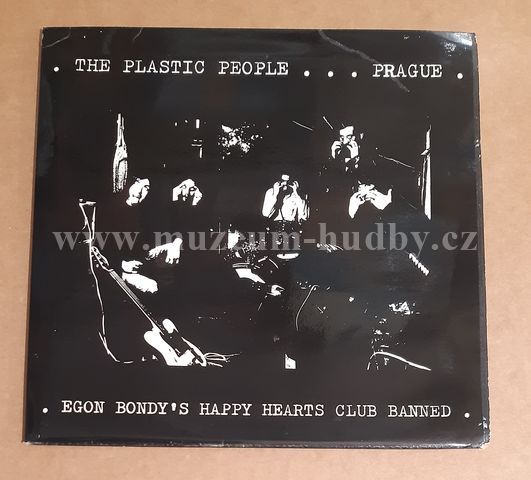 . THE PLASTIC PEOPLE . . . PRAGUE .
www.muzeum-hudby.cz
. EGON BONDY'S HAPPY HEARTS CLUB BANNED .